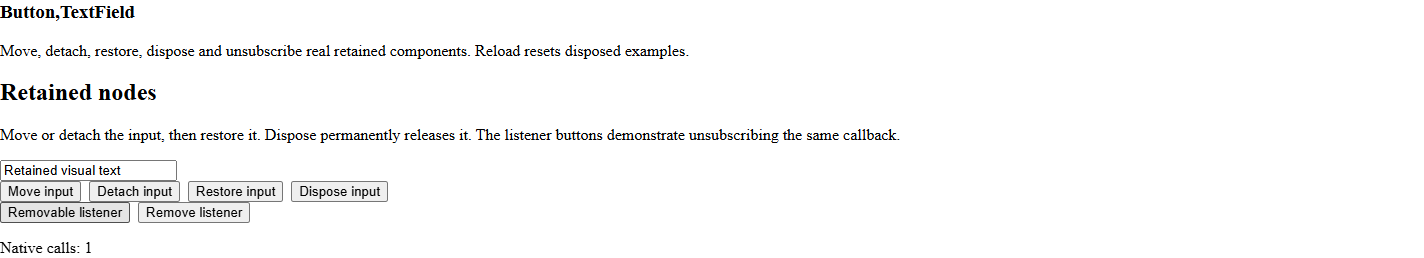 Button,TextField
Move, detach, restore, dispose and unsubscribe real retained components. Reload resets disposed examples.
Retained nodes
Move or detach the input, then restore it. Dispose permanently releases it. The listener buttons demonstrate unsubscribing the same callback.
Retained visual text
Move input Detach input Restore input Dispose input
Removable listener Remove listener
Native calls: 1